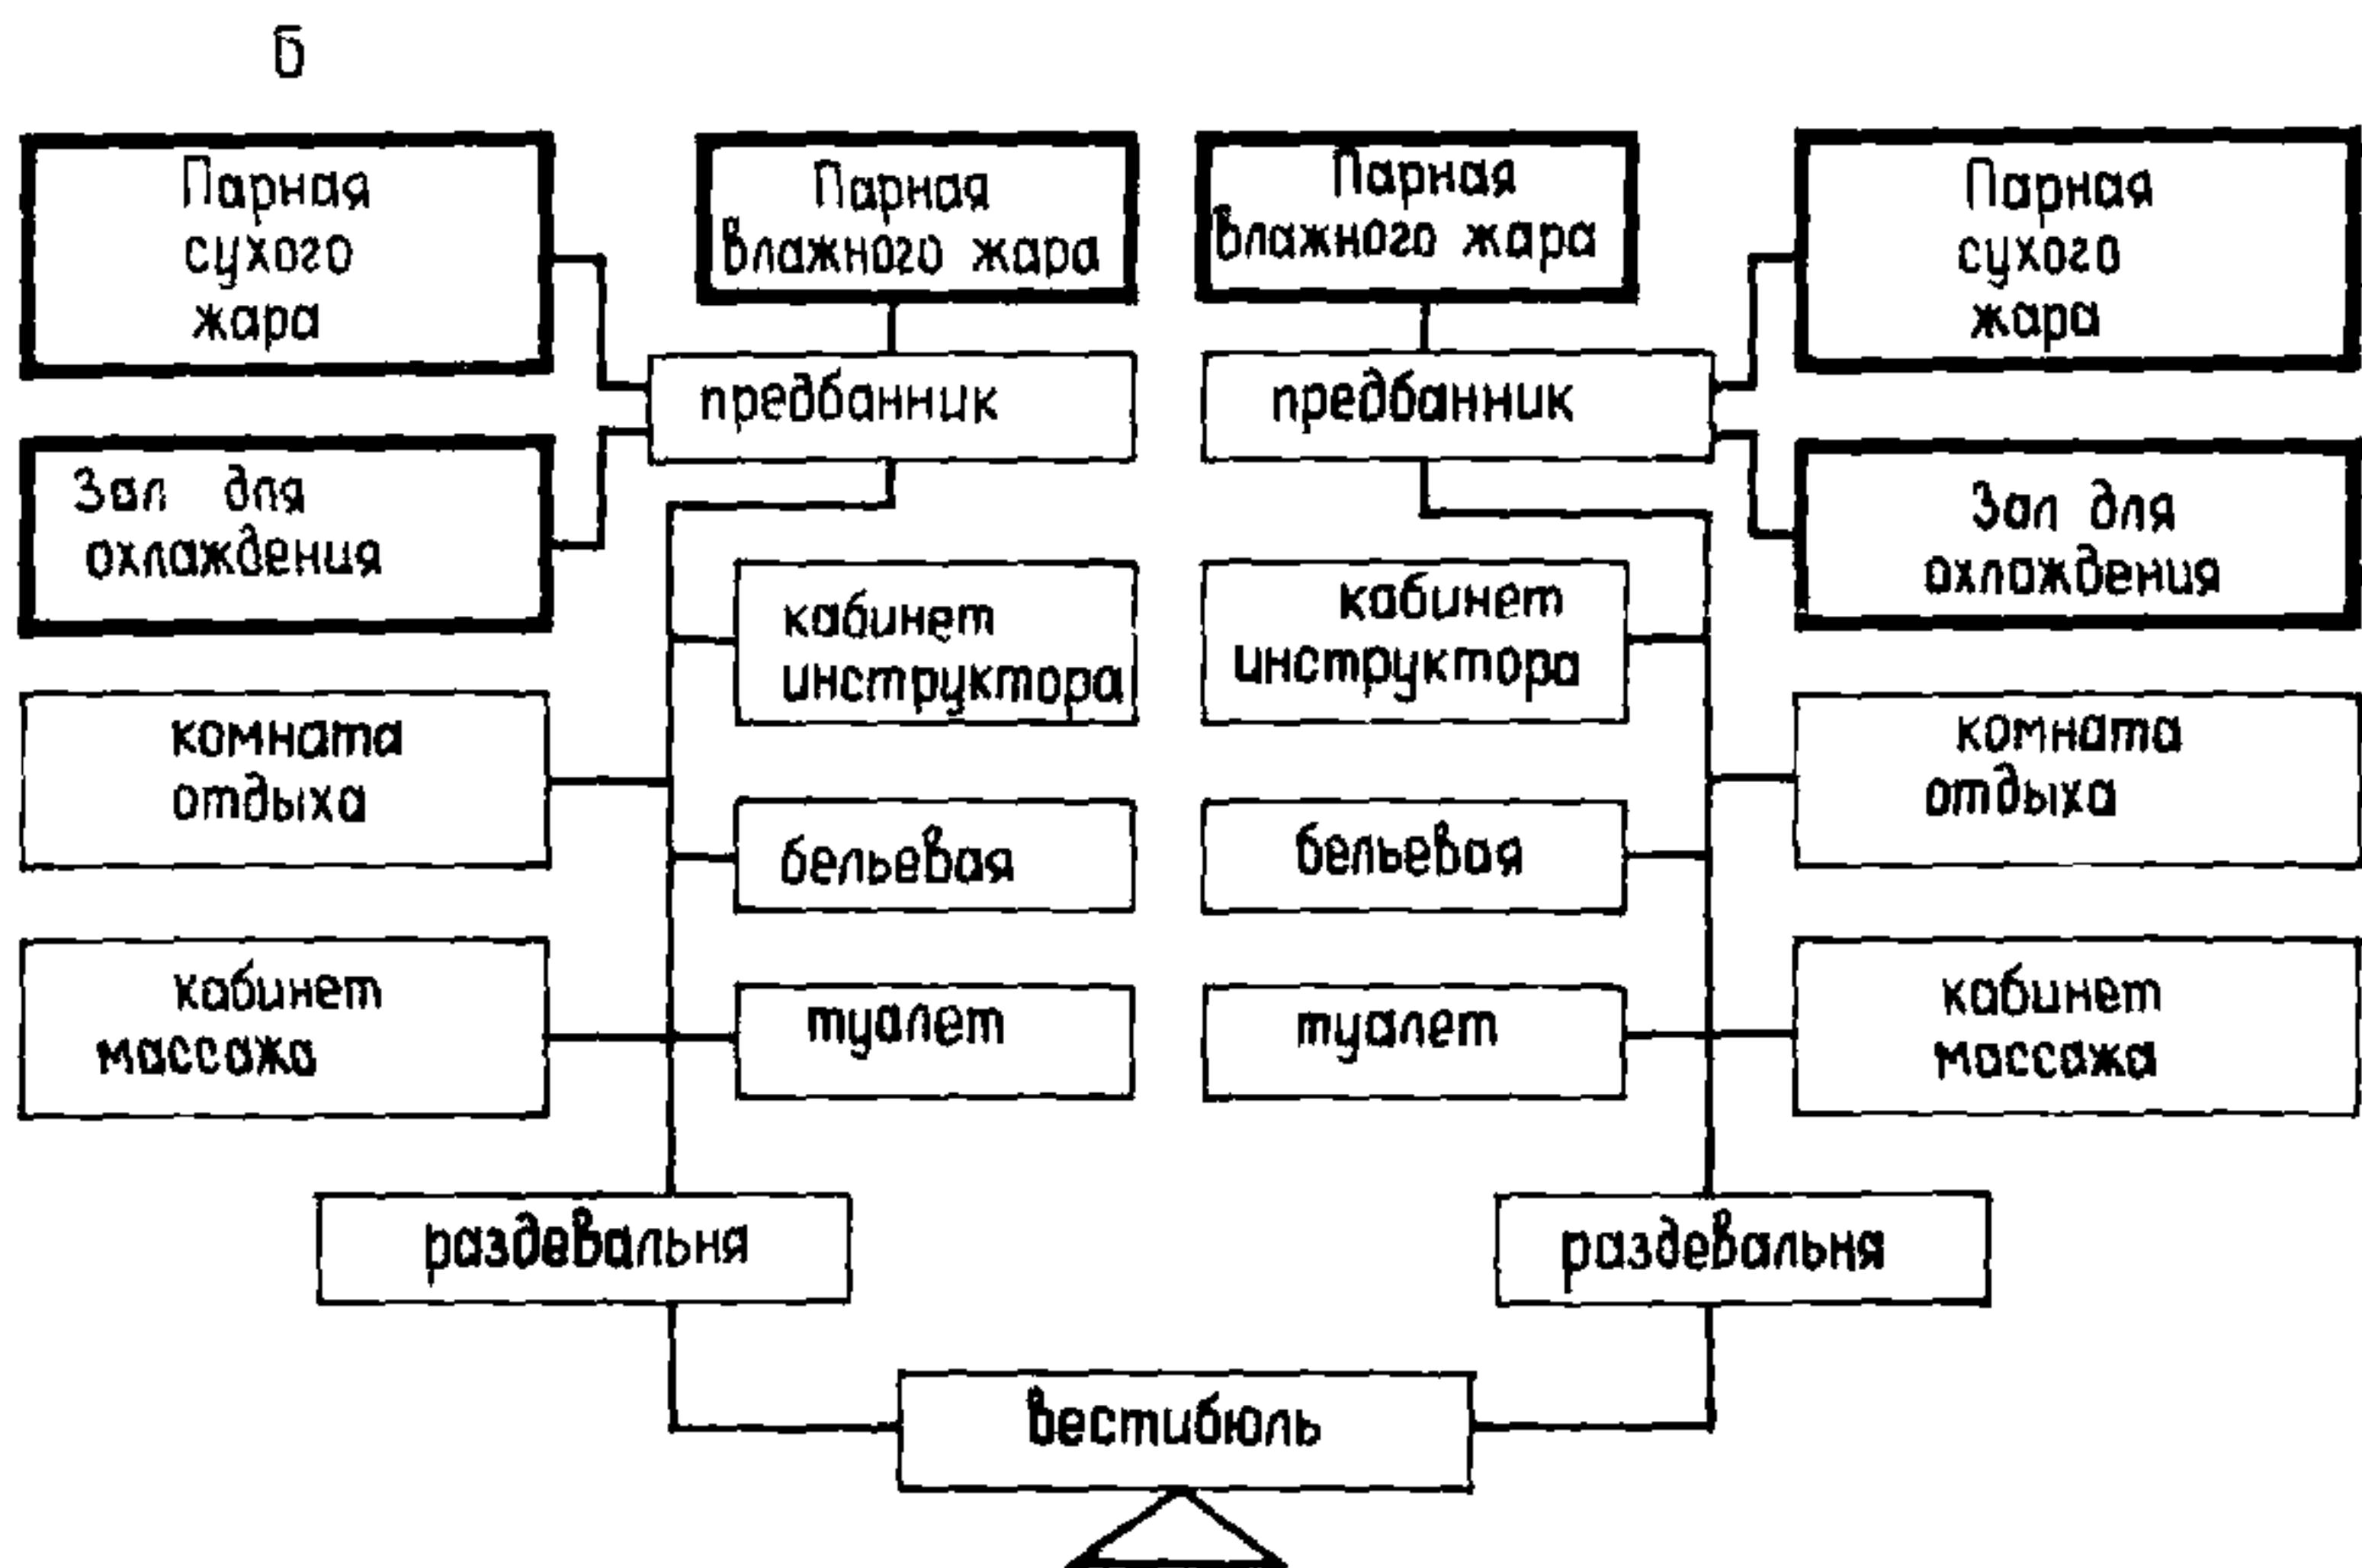 б
Парная
сухого
жара
Парная
влажного жара
Парная
влажного жара
Парная
сухого
жара
предбанник
предбанник
Зал для
охлаждения
Зал для
охлаждения
кабинет
инструктора
кабинет
инструктора
комната
отдыха
комната
отдыха
бельевая
бельевая
кабинет
массажа
туалет
туалет
кабинет
массажа
раздевальня
раздевальня
вестибюль